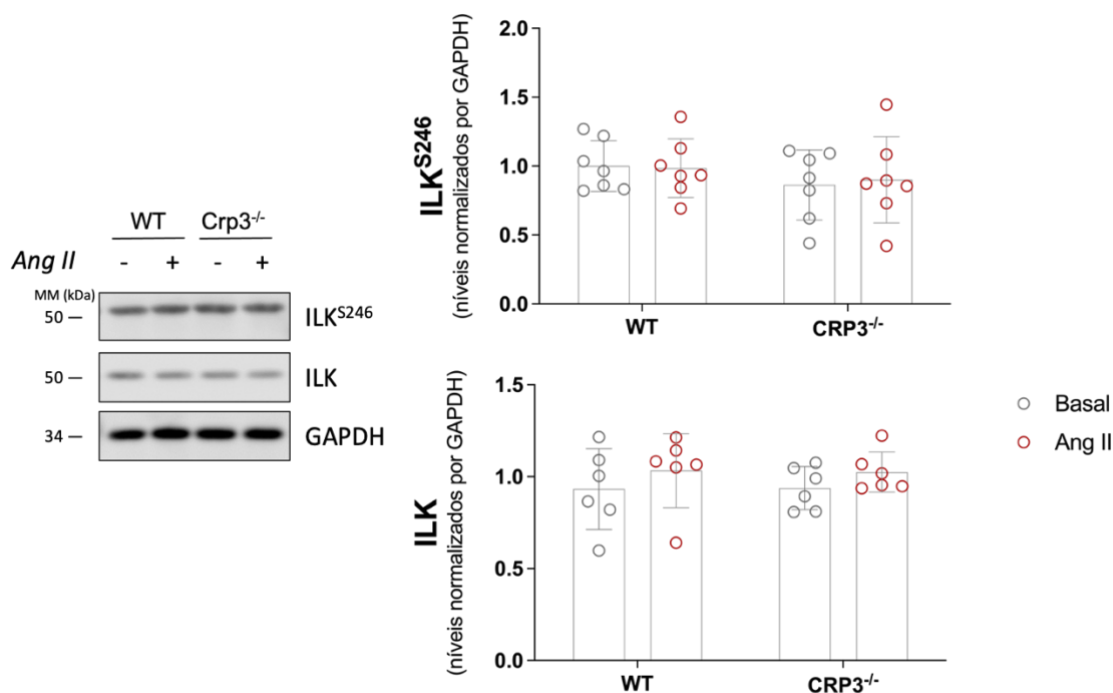 WT Crp3-/-
Ang II - + - +
MM (kDa)
50 — ILKS246
50 — ILK
34 — GAPDH
ILKS246
(níveis normalizados por GAPDH)
2.0
1.5
1.0
0.5
0.0
WT CRP3-/-
ILK
(níveis normalizados por GAPDH)
1.5
1.0
0.5
0.0
WT CRP3-/-
Basal
Ang II